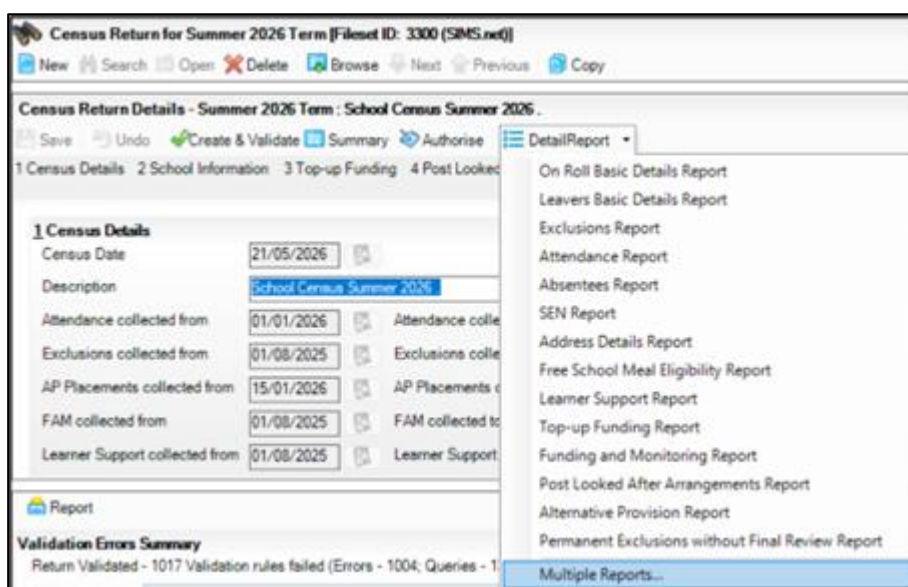 Census Return for Summer 2026 Term [Fileset ID: 3300 (SIMS.net)]
New Search Open Delete Browse Next Previous Copy
Census Return Details - Summer 2026 Term : School Census Summer 2026 .
Save Undo Create & Validate Summary Authorise DetailReport
1 Census Details 2 School Information 3 Top-up Funding 4 Post Looked
On Roll Basic Details Report
Leavers Basic Details Report
Exclusions Report
Attendance Report
Absentees Report
SEN Report
Address Details Report
Free School Meal Eligibility Report
Learner Support Report
Top-up Funding Report
Funding and Monitoring Report
Post Looked After Arrangements Report
Alternative Provision Report
Permanent Exclusions without Final Review Report
Multiple Reports...
1 Census Details
Census Date 21/05/2026
Description School Census Summer 2026
Attendance collected from 01/01/2026 Attendance colle
Exclusions collected from 01/08/2025 Exclusions colle
AP Placements collected from 15/01/2026 AP Placements c
FAM collected from 01/08/2025 FAM collected to
Learner Support collected from 01/08/2025 Learner Support
Report
Validation Errors Summary
Return Validated - 1017 Validation rules failed (Errors - 1004; Queries - 1